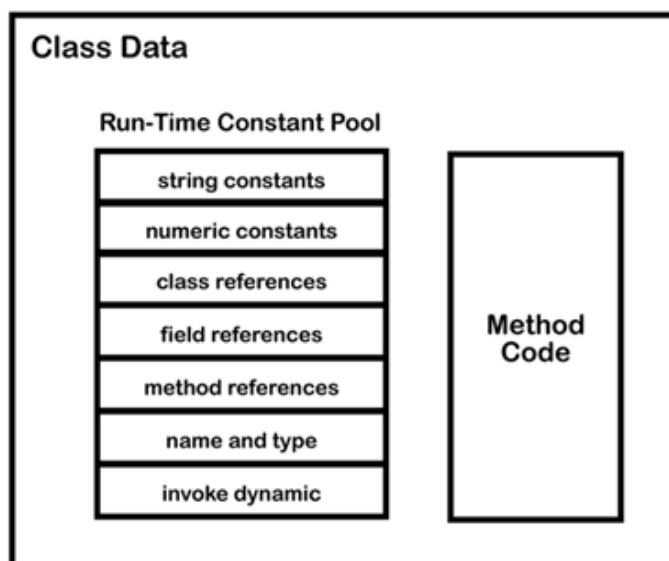 Class Data
Run-Time Constant Pool
string constants
numeric constants
class references
field references
method references
name and type
invoke dynamic
Method
Code